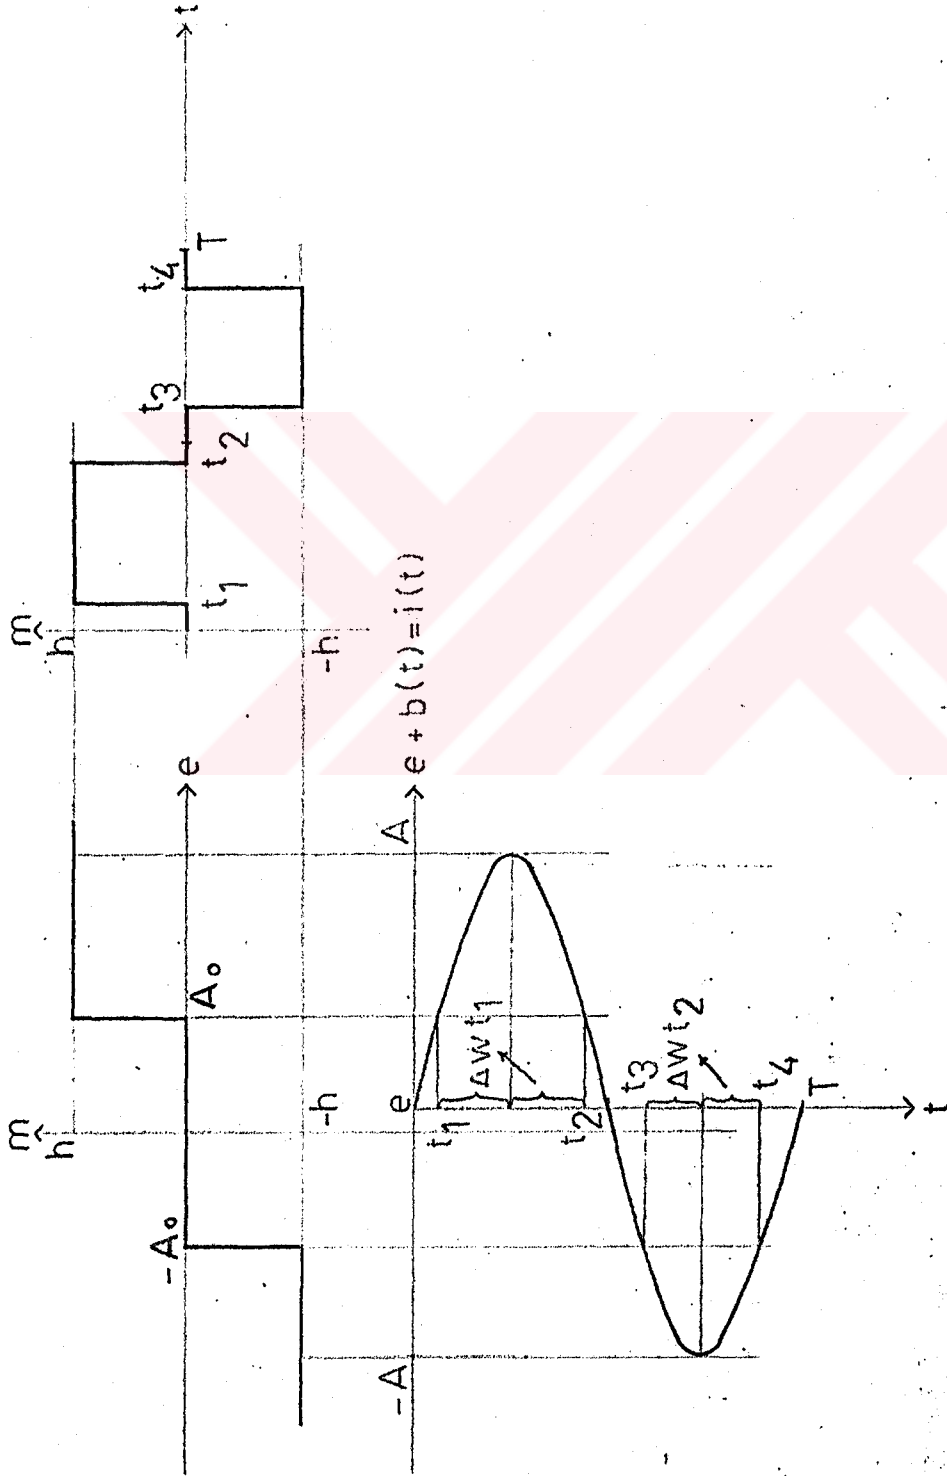 m
h
-A₀
A₀
e
-h
m
h
t₁
t₂
t₃
t₄
T
t
-h
-A
A
e
e + b(t) = i(t)
t₁
Δwt₁
t₂
t₃
Δwt₂
t₄
T
t